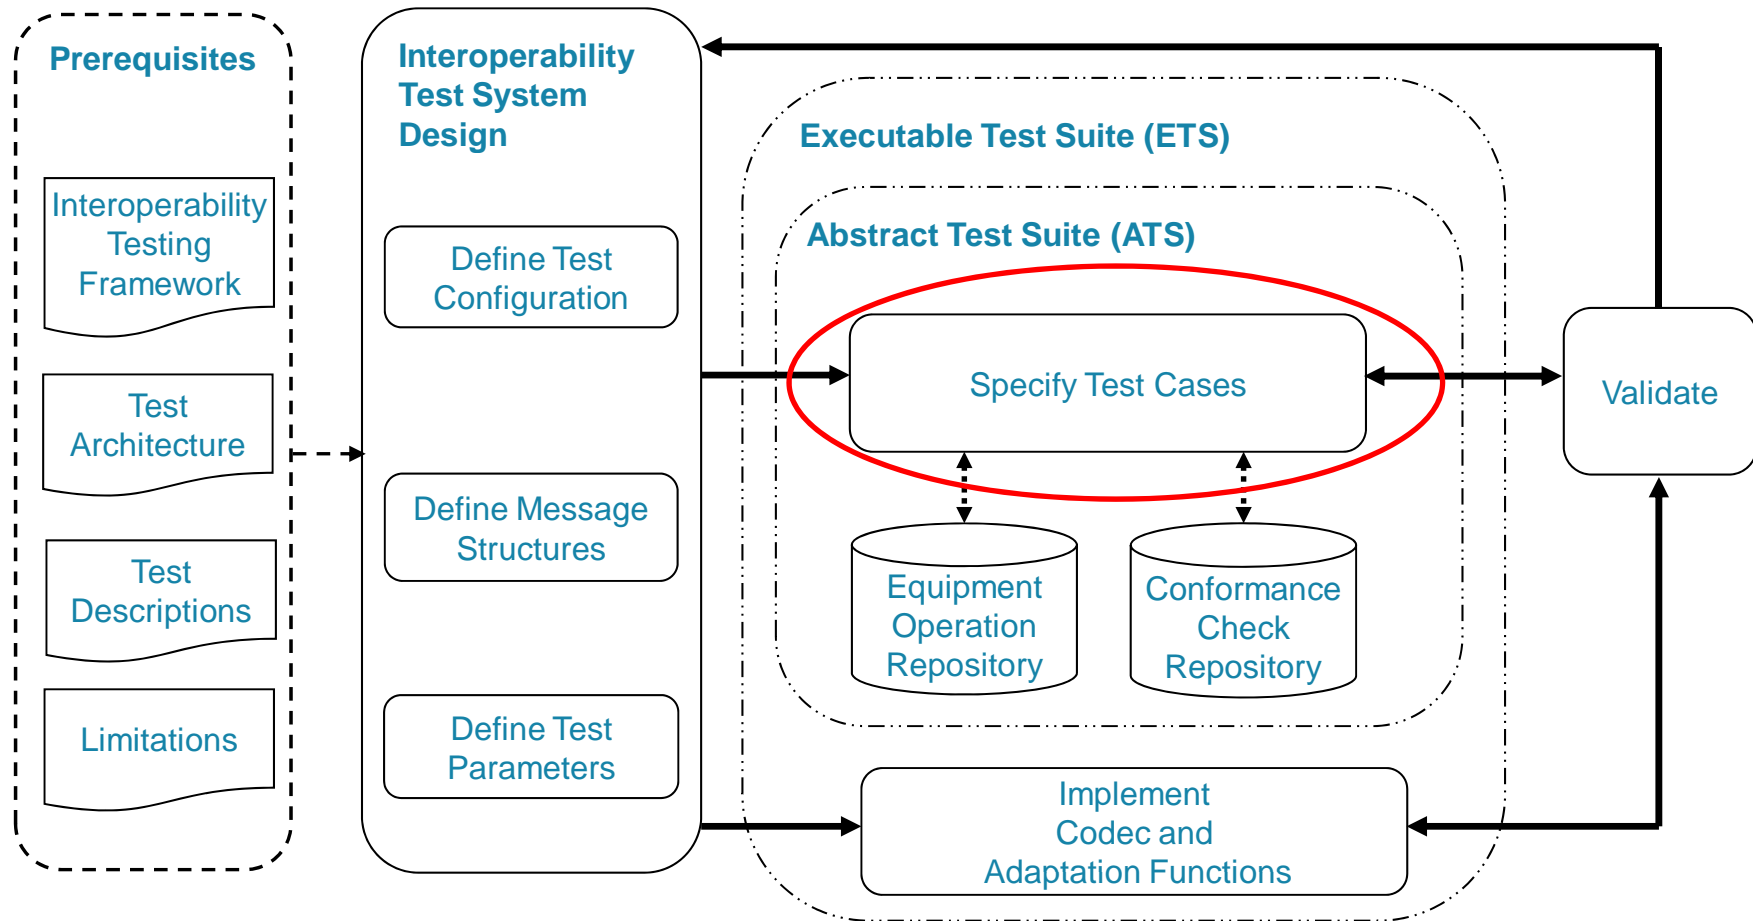 Prerequisites
Interoperability
Testing
Framework
Test
Architecture
Test
Descriptions
Limitations
Interoperability
Test System
Design
Define Test
Configuration
Define Message
Structures
Define Test
Parameters
Executable Test Suite (ETS)
Abstract Test Suite (ATS)
Specify Test Cases
Equipment
Operation
Repository
Conformance
Check
Repository
Implement
Codec and
Adaptation Functions
Validate